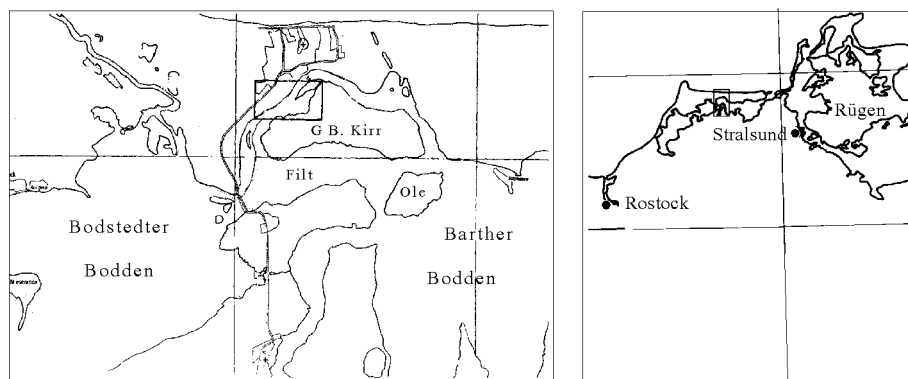 G B. Kirr
Filt
Ole
Bodstedter
Bodden
Barther
Bodden
Rügen
Stralsund
Rostock